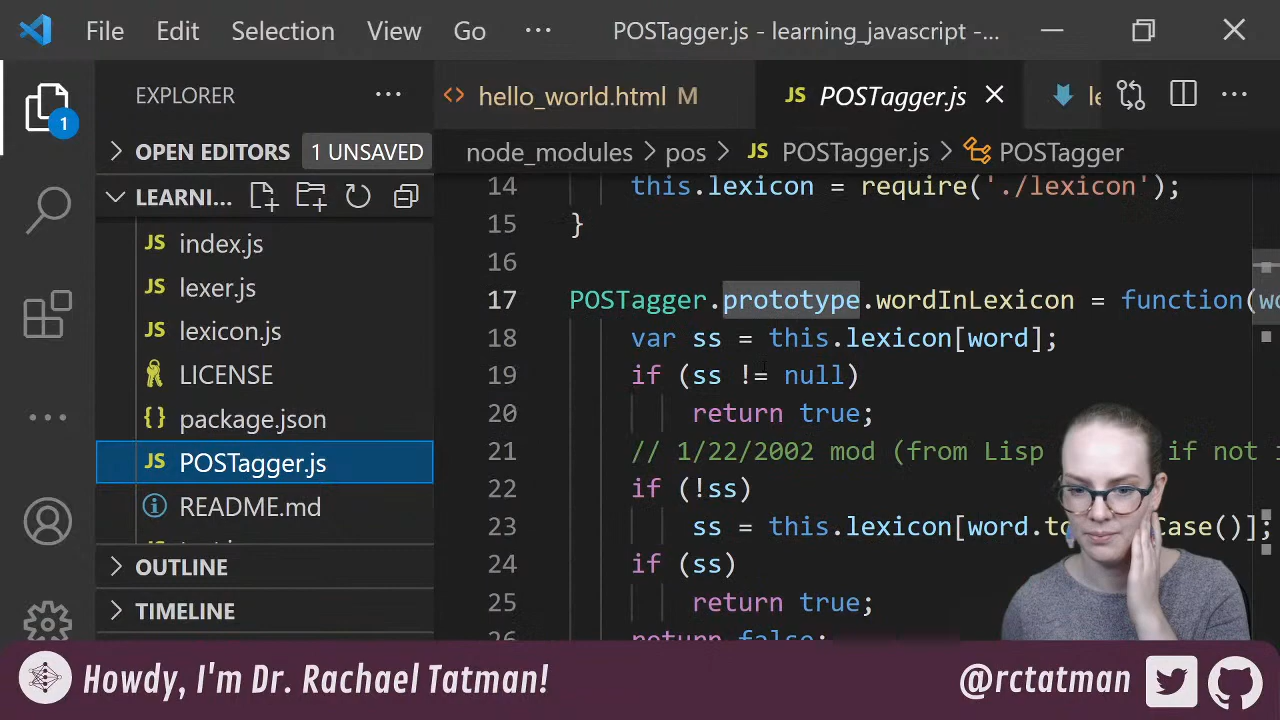 File Edit Selection View Go ··· POSTagger.js - learning_javascript -...
EXPLORER ···
hello_world.html M
JS POSTagger.js
OPEN EDITORS 1 UNSAVED
node_modules > pos > JS POSTagger.js > POSTagger
LEARNI...
JS index.js
JS lexer.js
JS lexicon.js
LICENSE
{} package.json
JS POSTagger.js
README.md
OUTLINE
TIMELINE
1
14 this.lexicon = require('./lexicon');
15 }
16
17 POSTagger.prototype.wordInLexicon = function(
18 var ss = this.lexicon[word];
19 if (ss != null)
20 return true;
21 // 1/22/2002 mod (from Lisp if not
22 if (!ss)
23 ss = this.lexicon[word.
24 if (ss)
25 return true;
26 return false;
Howdy, I'm Dr. Rachael Tatman!
@rctatman